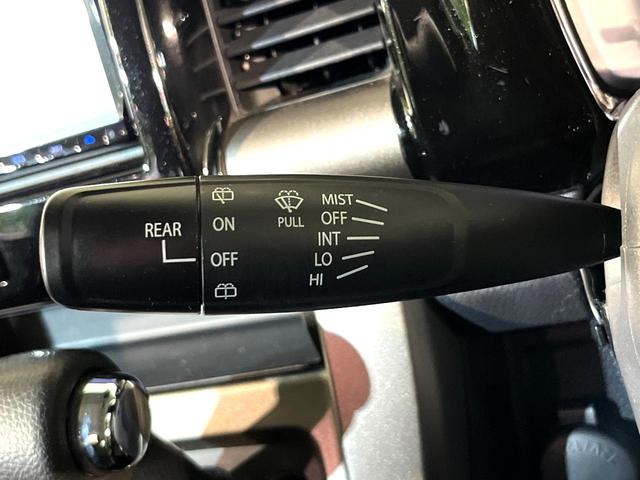 REAR
ON
OFF
PULL
MIST
OFF
INT
LO
HI